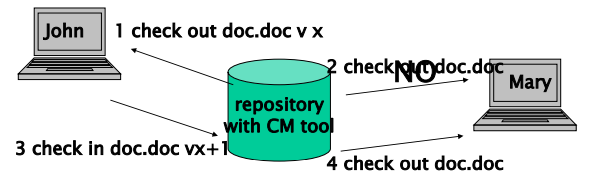 John
1 check out doc.doc v x
2 check out doc.doc
NO
Mary
repository
with CM tool
3 check in doc.doc vx+1
4 check out doc.doc